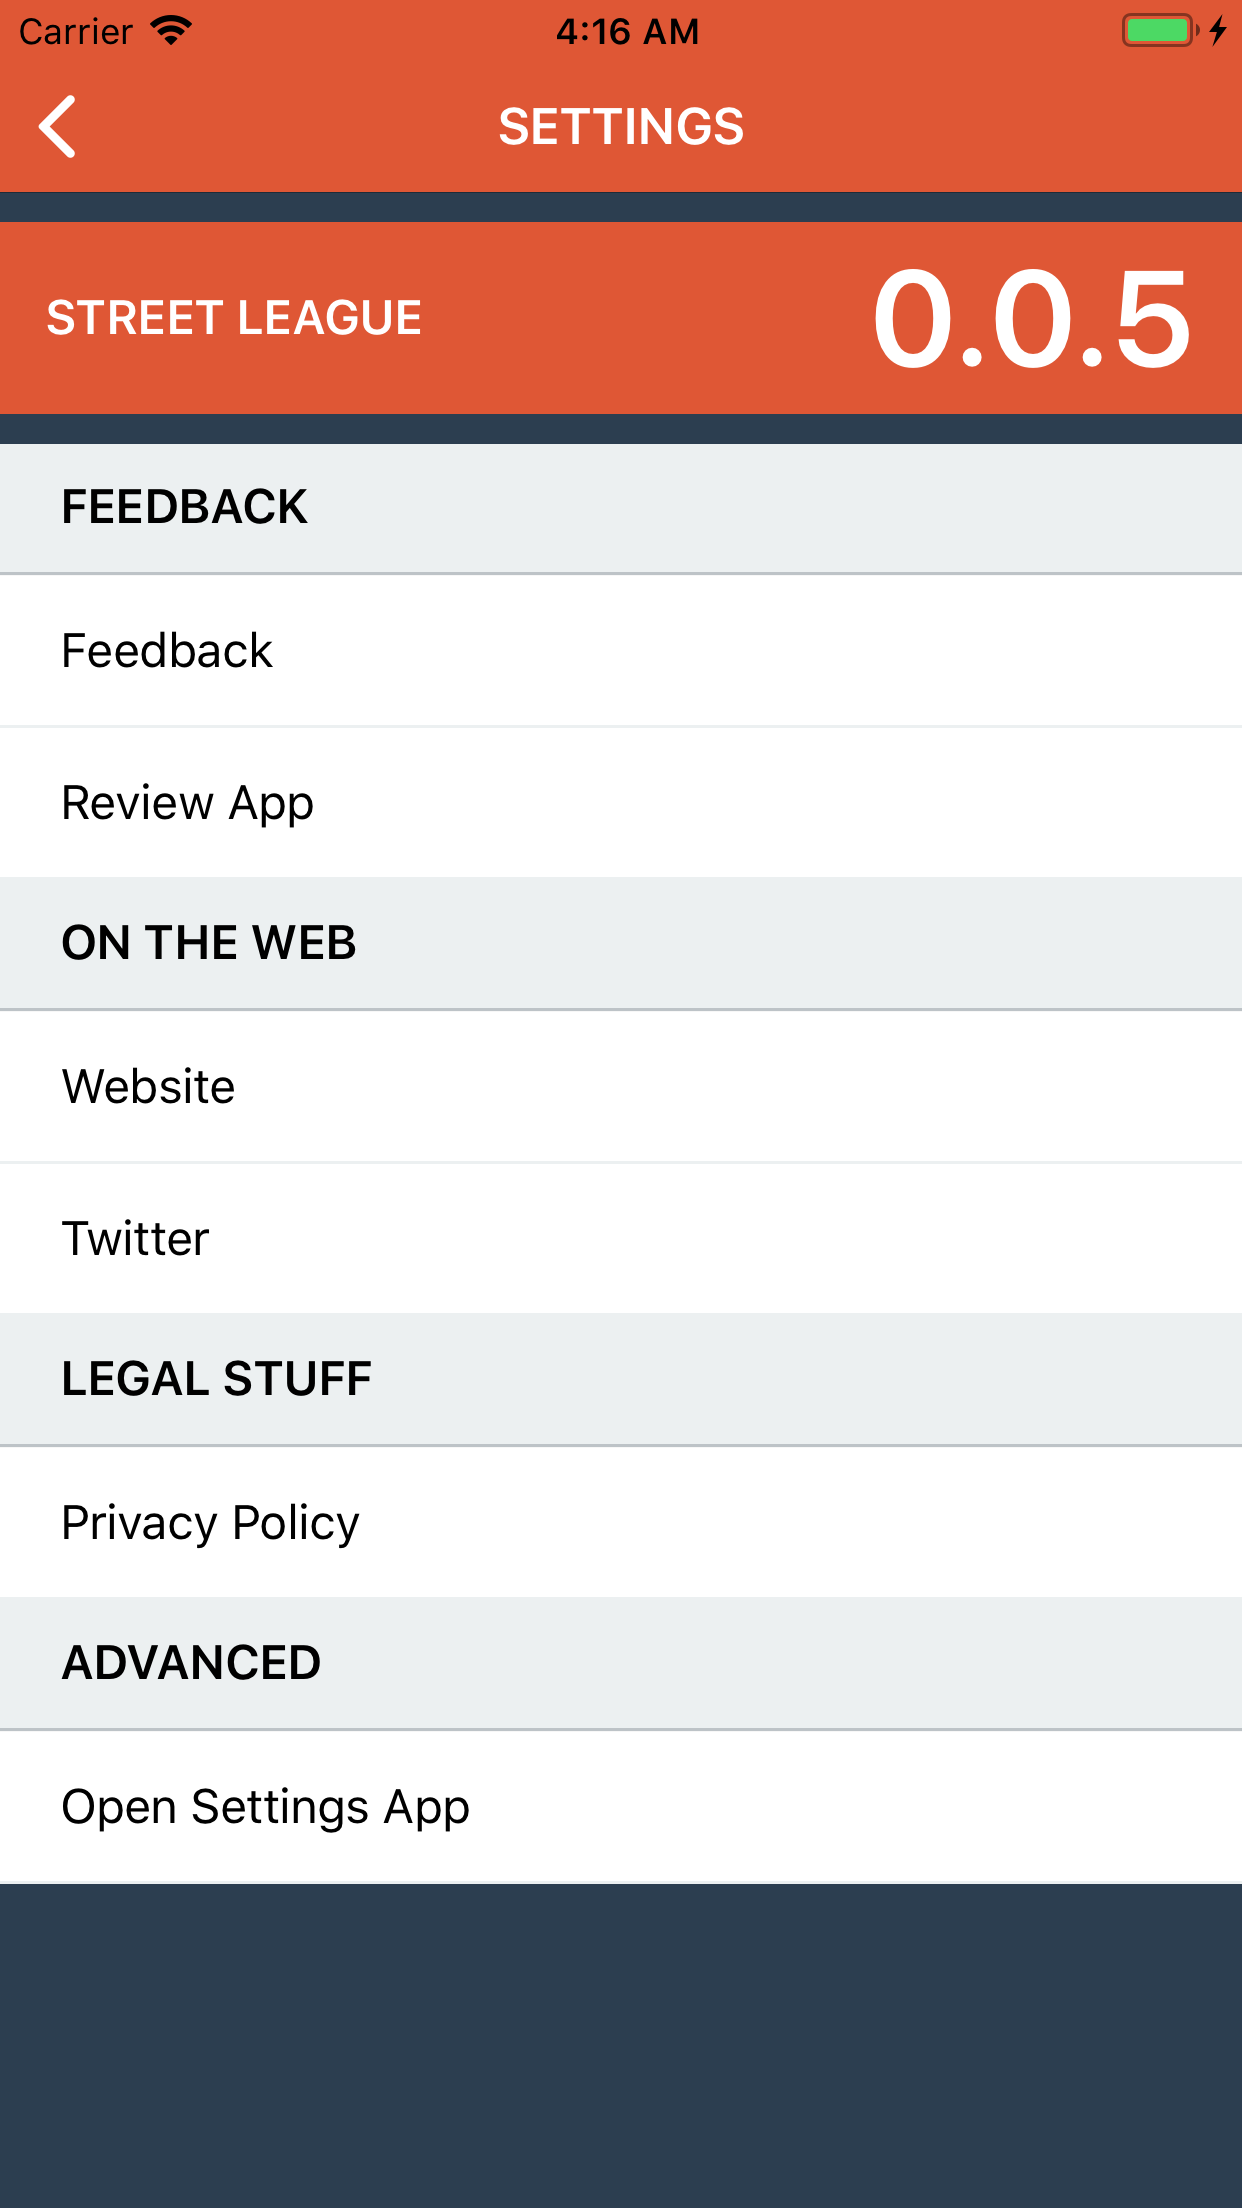 Carrier 4:16 AM
SETTINGS
STREET LEAGUE 0.0.5
FEEDBACK
Feedback
Review App
ON THE WEB
Website
Twitter
LEGAL STUFF
Privacy Policy
ADVANCED
Open Settings App